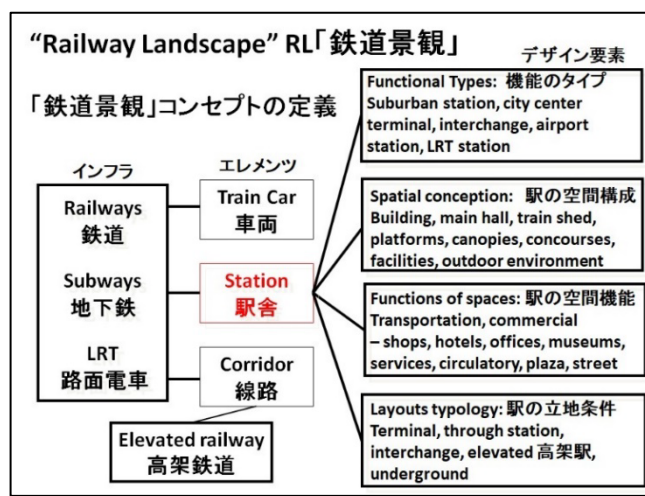 “Railway Landscape” RL「鉄道景観」
「鉄道景観」コンセプトの定義
インフラ
Railways
鉄道
Subways
地下鉄
LRT
路面電車
エレメンツ
Train Car
車両
Station
駅舎
Corridor
線路
Elevated railway
高架鉄道
デザイン要素
Functional Types: 機能のタイプ
Suburban station, city center
terminal, interchange, airport
station, LRT station
Spatial conception: 駅の空間構成
Building, main hall, train shed,
platforms, canopies, concourses,
facilities, outdoor environment
Functions of spaces: 駅の空間機能
Transportation, commercial
– shops, hotels, offices, museums,
services, circulatory, plaza, street
Layouts typology: 駅の立地条件
Terminal, through station,
interchange, elevated 高架駅,
underground